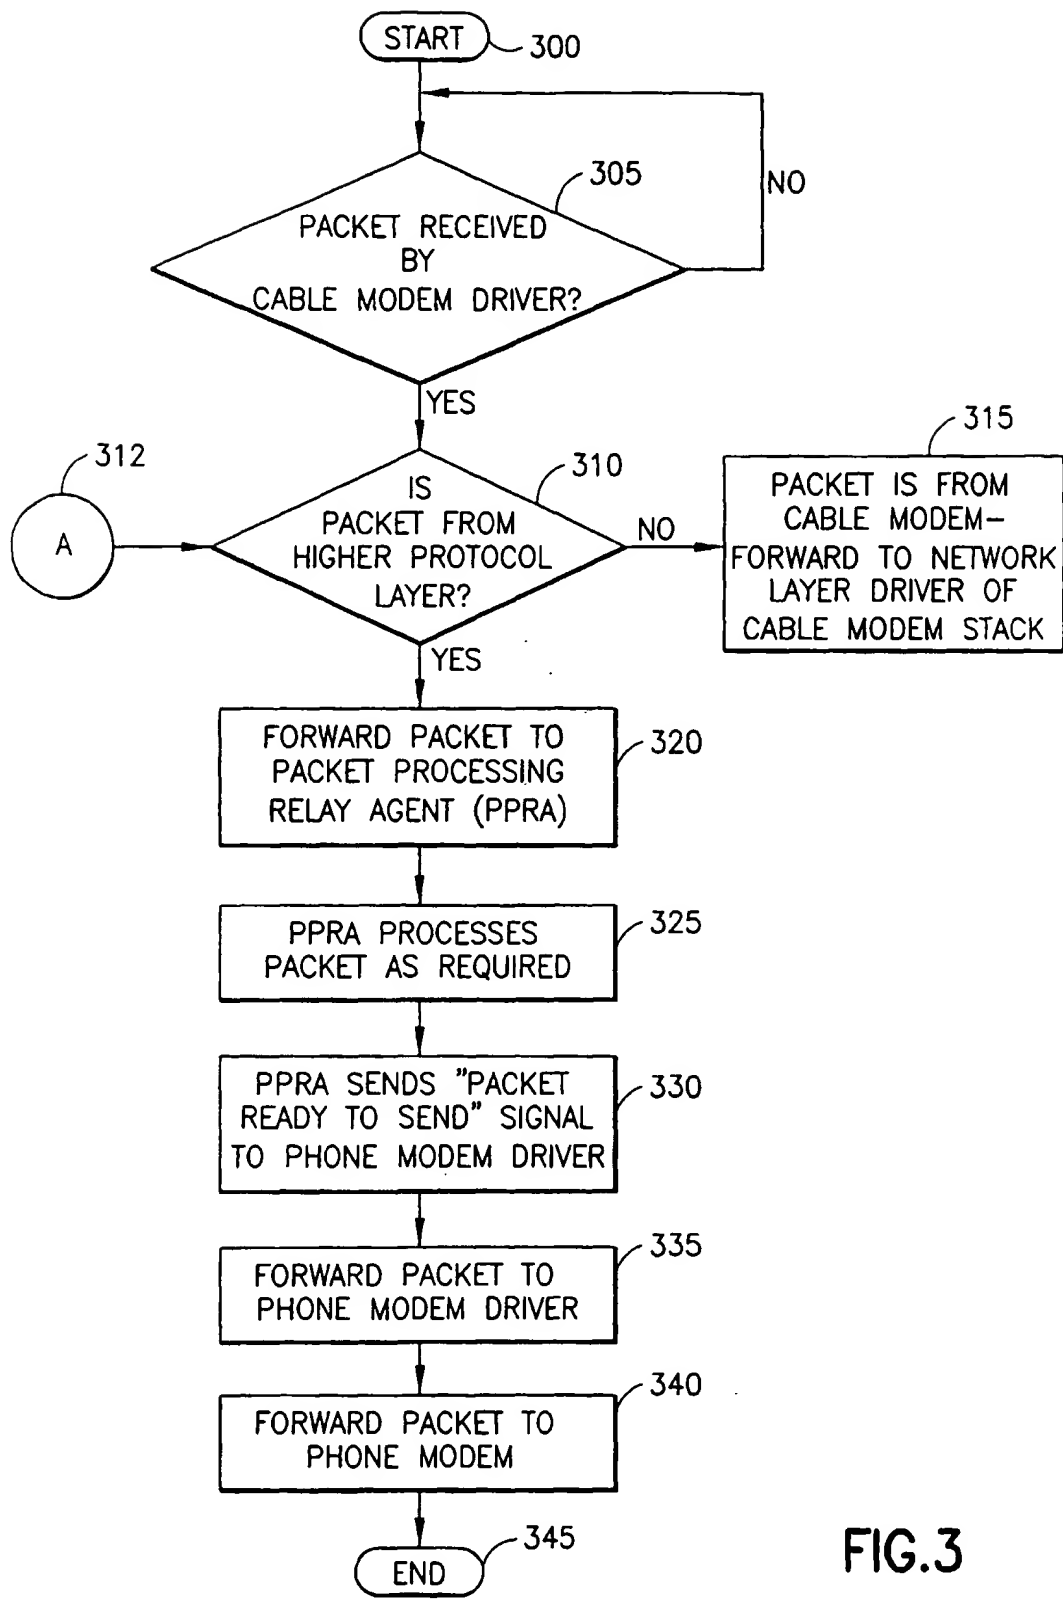 START
300
305
NO
PACKET RECEIVED
BY
CABLE MODEM DRIVER?
YES
312
A
310
IS
PACKET FROM
HIGHER PROTOCOL
LAYER?
NO
315
PACKET IS FROM
CABLE MODEM-
FORWARD TO NETWORK
LAYER DRIVER OF
CABLE MODEM STACK
YES
FORWARD PACKET TO
PACKET PROCESSING
RELAY AGENT (PPRA)
320
PPRA PROCESSES
PACKET AS REQUIRED
325
PPRA SENDS "PACKET
READY TO SEND" SIGNAL
TO PHONE MODEM DRIVER
330
FORWARD PACKET TO
PHONE MODEM DRIVER
335
FORWARD PACKET TO
PHONE MODEM
340
END
345
FIG.3